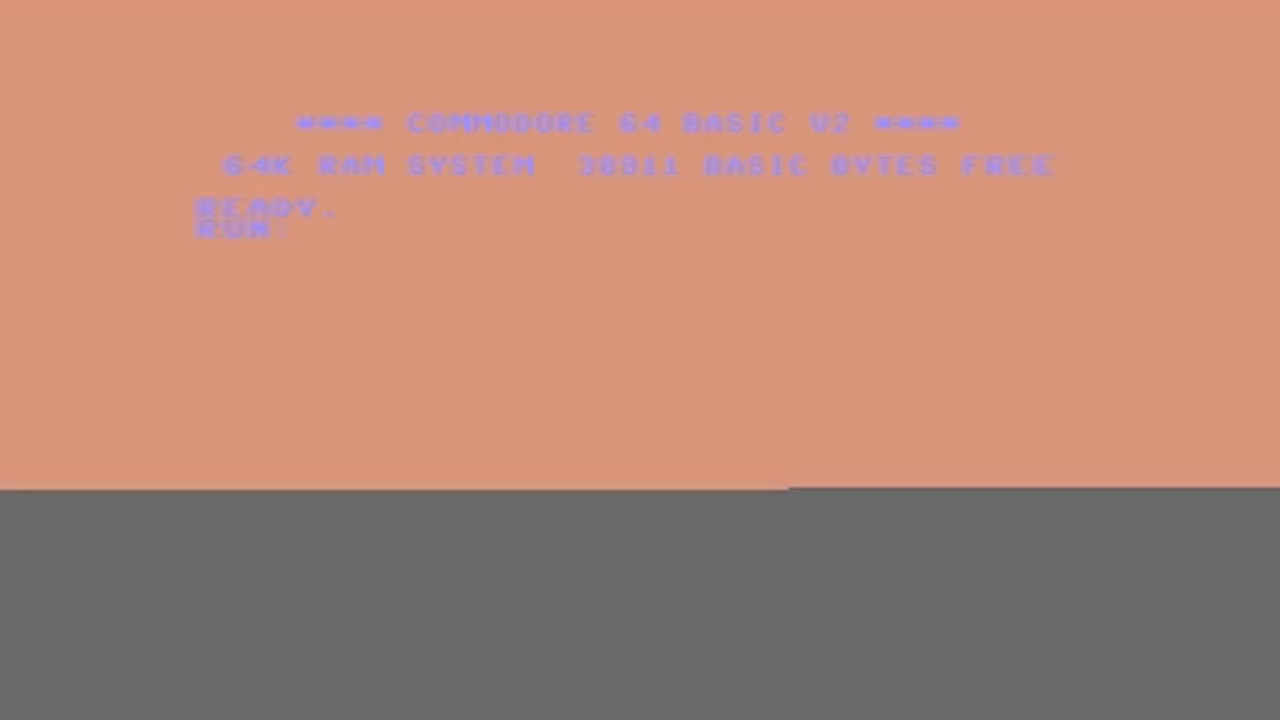 **** COMMODORE 64 BASIC V2 ****
64K RAM SYSTEM  38911 BASIC BYTES FREE
READY.
RUN: